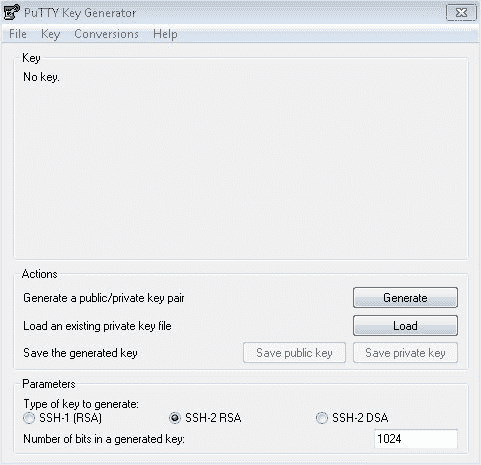 PuTTY Key Generator
File Key Conversions Help
Key
No key.
Actions
Generate a public/private key pair Generate
Load an existing private key file Load
Save the generated key Save public key Save private key
Parameters
Type of key to generate:
SSH-1 (RSA) SSH-2 RSA SSH-2 DSA
Number of bits in a generated key: 1024